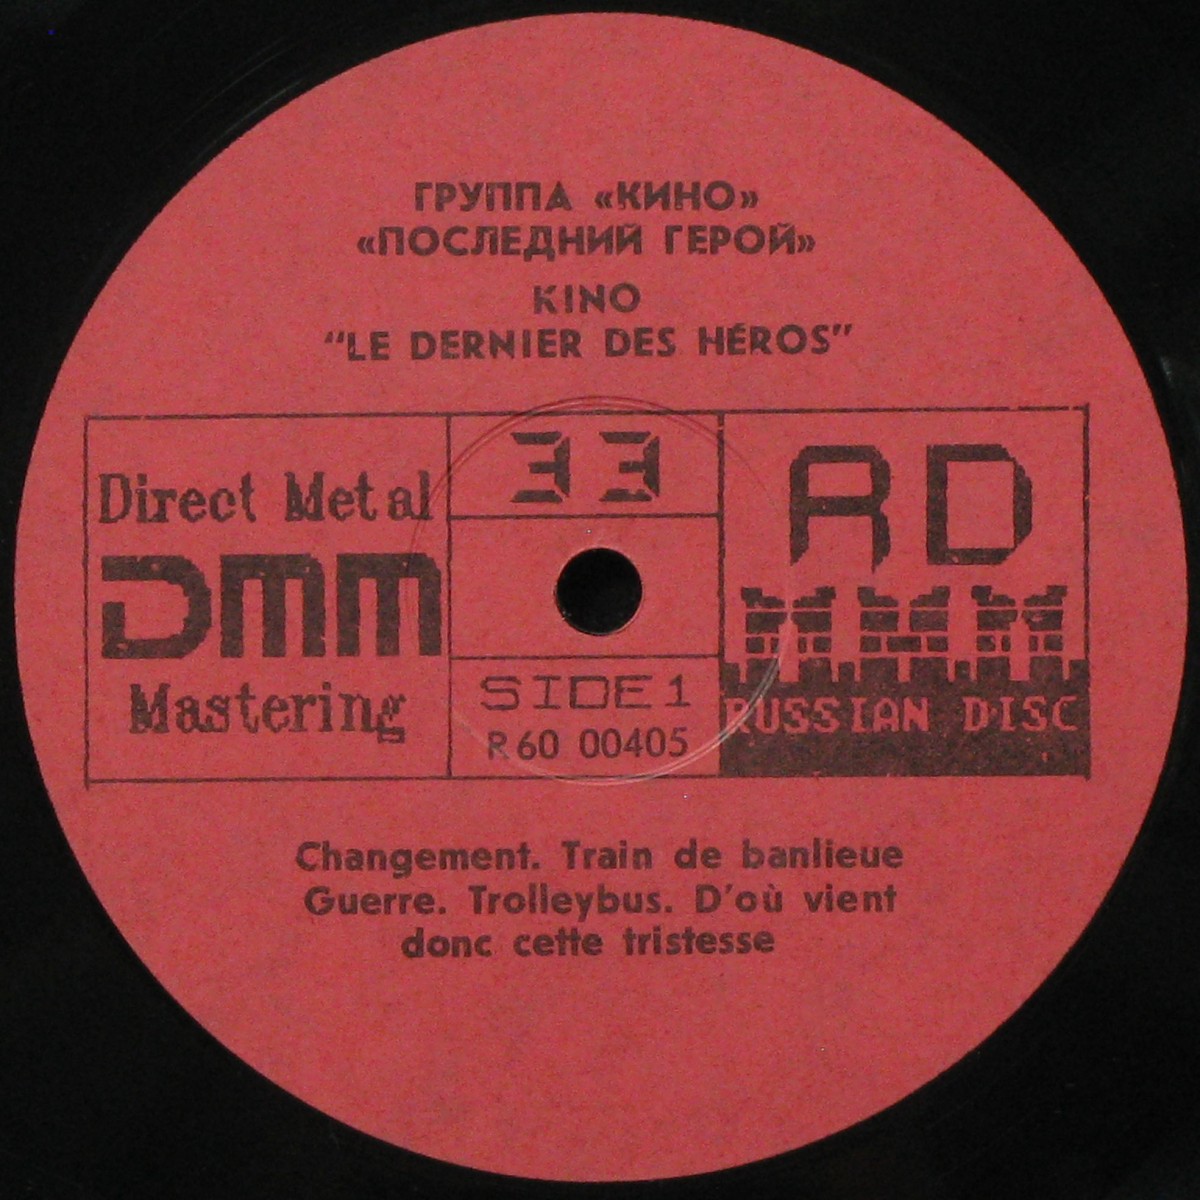 ГРУППА «КИНО»
«ПОСЛЕДНИЙ ГЕРОЙ»
KINO
“LE DERNIER DES HÉROS”
Direct Metal
DMM
Mastering
33
SIDE 1
R 60 00405
RD
RUSSIAN DISC
Changement. Train de banlieue
Guerre. Trolleybus. D'où vient
donc cette tristesse